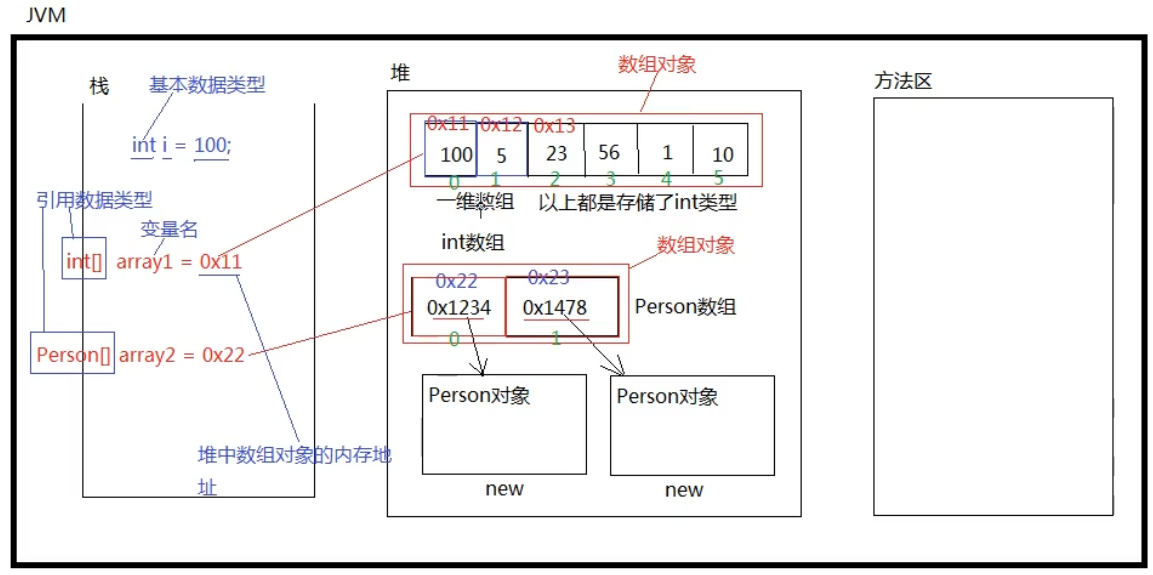 JVM
栈
基本数据类型
int i = 100;
引用数据类型
变量名
int[] array1 = 0x11
Person[] array2 = 0x22
堆中数组对象的内存地
址
堆
数组对象
0x11 0x12 0x13
100 5 23 56 1 10
0 1 2 3 4 5
一维数组 以上都是存储了int类型
int数组
数组对象
0x22 0x23
0x1234 0x1478 Person数组
0 1
Person对象 Person对象
new new
方法区